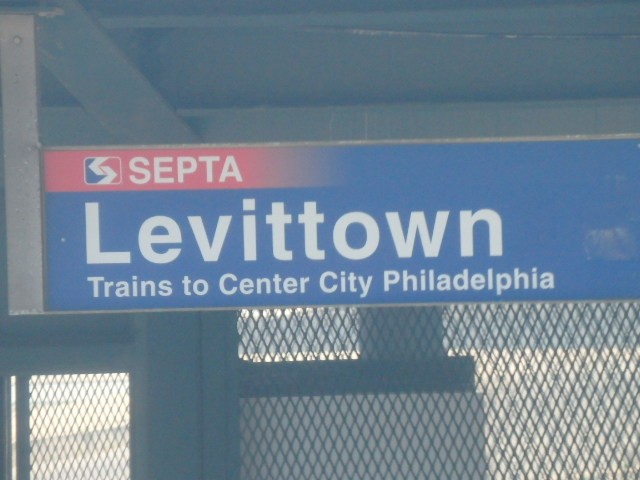 SEPTA
Levittown
Trains to Center City Philadelphia